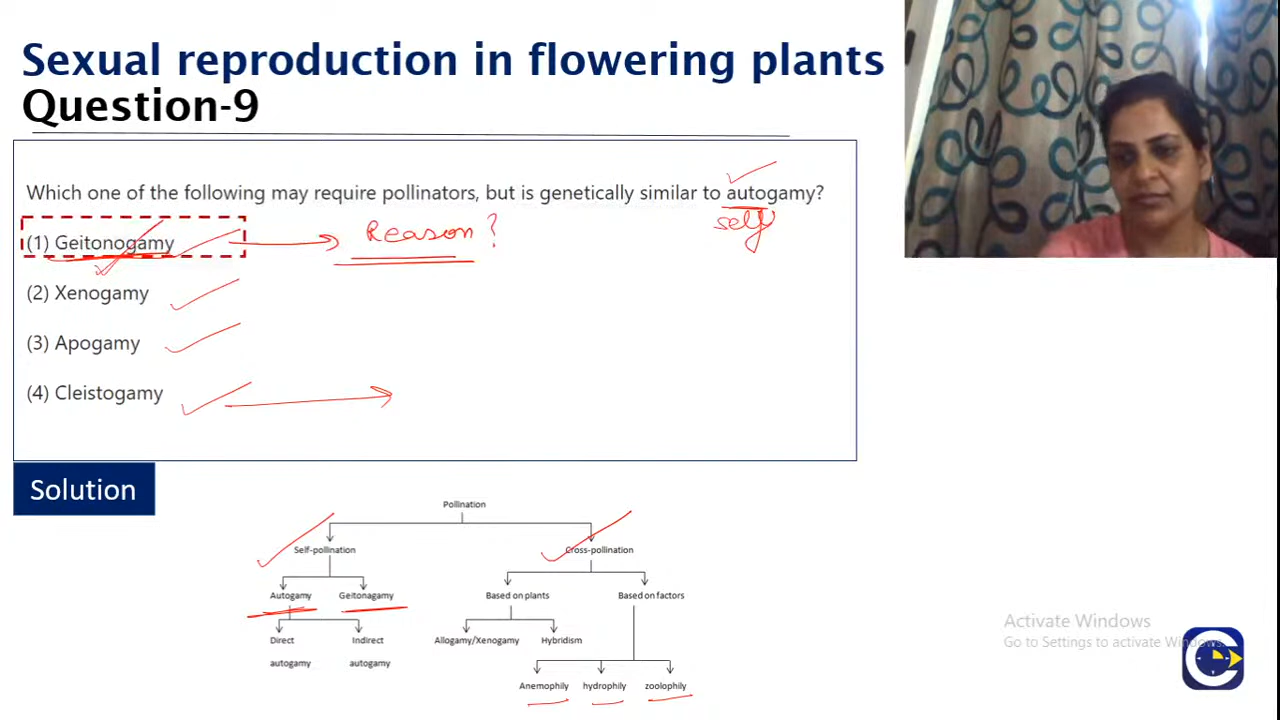 Sexual reproduction in flowering plants
Question-9
Which one of the following may require pollinators, but is genetically similar to autogamy?
self
(1) Geitonogamy
Reason?
(2) Xenogamy
(3) Apogamy
(4) Cleistogamy
Solution
Pollination
Self-pollination Cross-pollination
Autogamy Geitonagamy Based on plants Based on factors
Direct autogamy Indirect autogamy Allogamy/Xenogamy Hybridism
Anemophily hydrophily zoolophily
Activate Windows
Go to Settings to activate Windows.